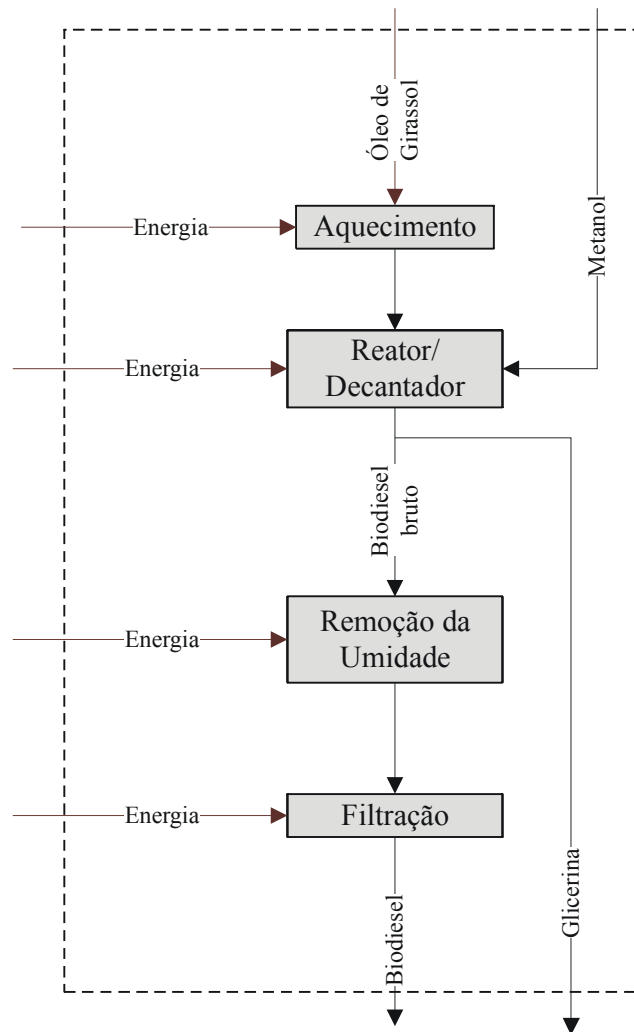 Óleo de
Girassol
Metanol
Energia
Aquecimento
Energia
Reator/
Decantador
Biodiesel
bruto
Energia
Remoção da
Umidade
Energia
Filtração
Biodiesel
Glicerina